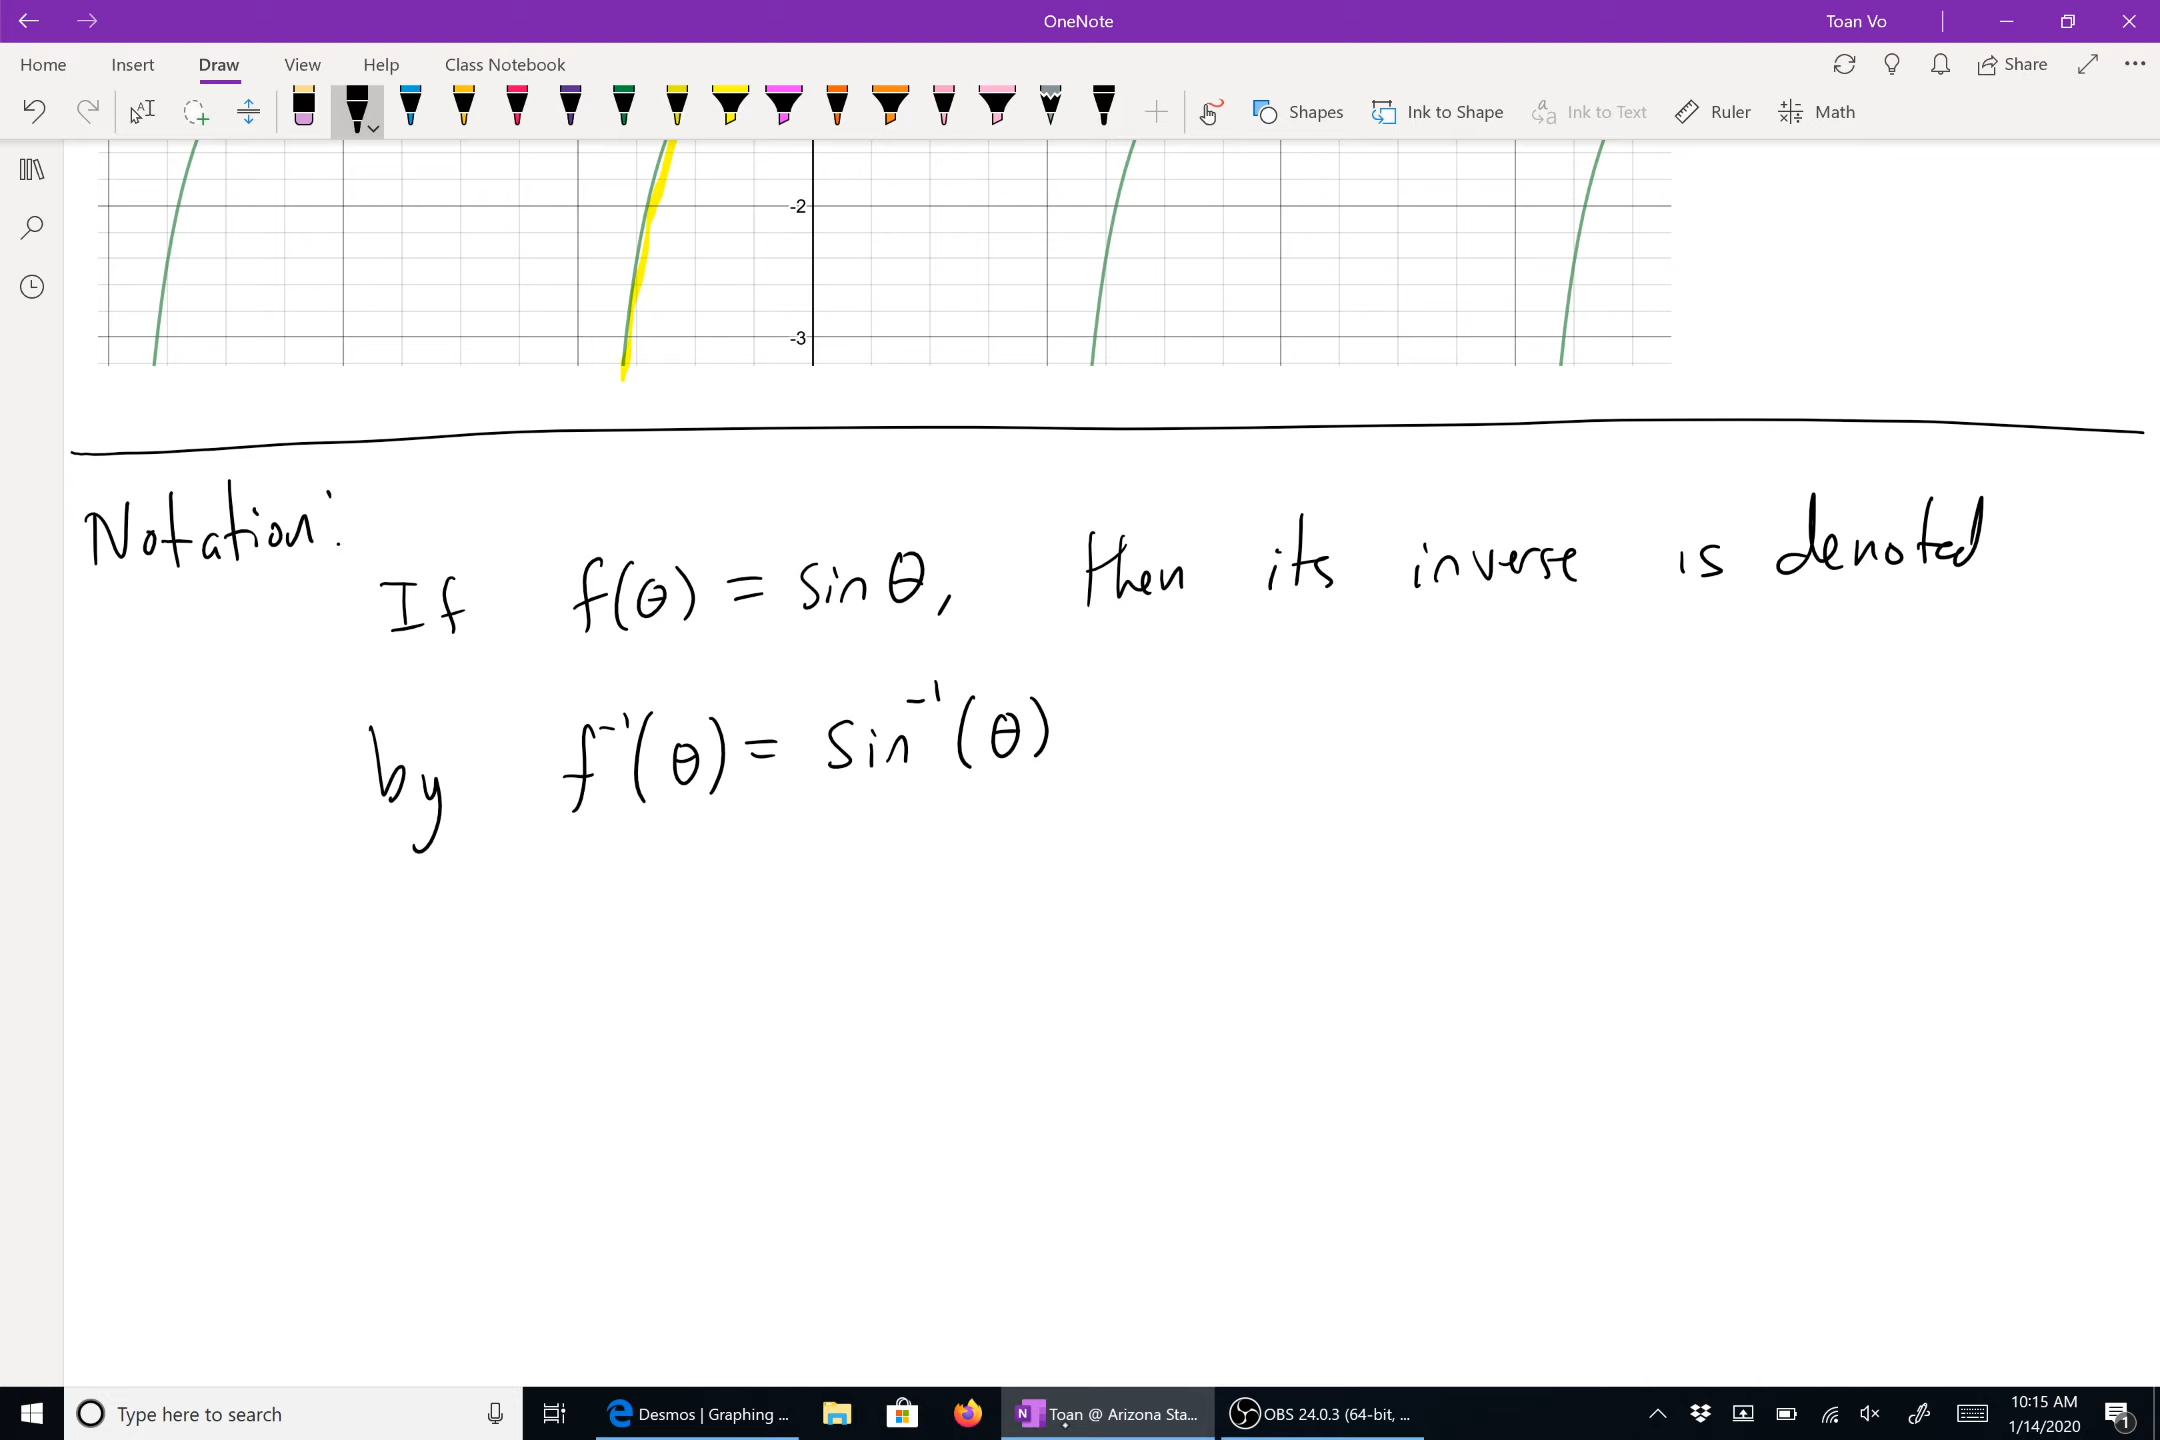 OneNote
Toan Vo
Home Insert Draw View Help Class Notebook
Share
Shapes Ink to Shape Ink to Text Ruler Math
-2
-3
Notation:
If f(θ) = sin θ, then its inverse is denoted
by f⁻¹(θ) = sin⁻¹(θ)
Type here to search
Desmos | Graphing ...
Toan @ Arizona Sta...
OBS 24.0.3 (64-bit, ...
10:15 AM
1/14/2020
1